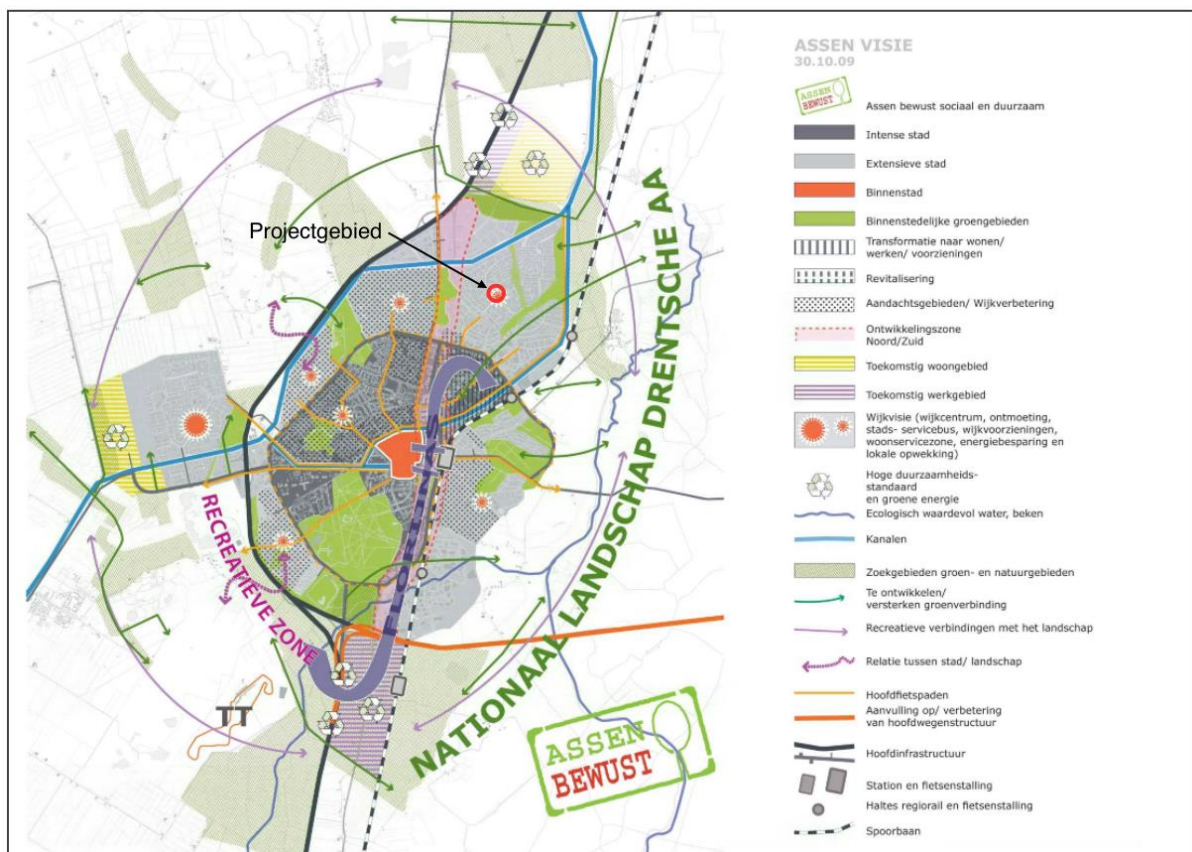 Projectgebied
NATIONAAL LANDSCHAP DRENTSCHE AA
RECREATIEVE ZONE
TT
ASSEN
BEWUST
ASSEN VISIE
30.10.09
ASSEN
BEWUST
Assen bewust sociaal en duurzaam
Intense stad
Extensieve stad
Binnenstad
Binnenstedelijke groengebieden
Transformatie naar wonen/
werken/ voorzieningen
Revitalisering
Aandachtsgebieden/ Wijkverbetering
Ontwikkelingszone
Noord/Zuid
Toekomstig woongebied
Toekomstig werkgebied
Wijkvisie (wijkcentrum, ontmoeting,
stads- servicebus, wijkvoorzieningen,
woonservicezone, energiebesparing en
lokale opwekking)
Hoge duurzaamheids-
standaard
en groene energie
Ecologisch waardevol water, beken
Kanalen
Zoekgebieden groen- en natuurgebieden
Te ontwikkelen/
versterken groenverbinding
Recreatieve verbindingen met het landschap
Relatie tussen stad/ landschap
Hoofdfietspaden
Aanvulling op/ verbetering
van hoofdwegenstructuur
Hoofdinfrastructuur
Station en fietsenstalling
Haltes regiorail en fietsenstalling
Spoorbaan